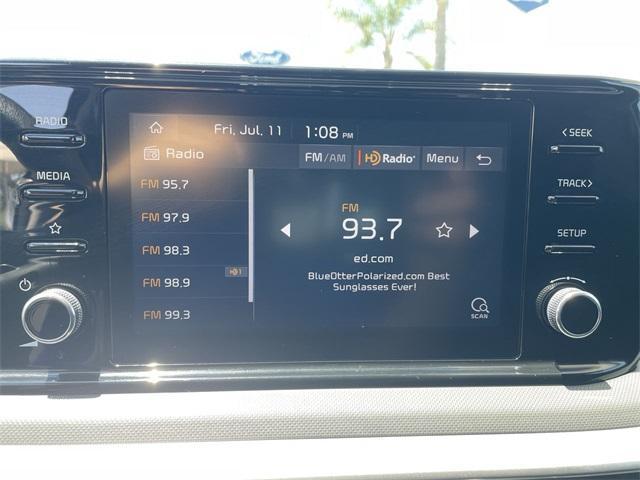 Ford
RADIO
MEDIA
Fri, Jul. 11 1:08 PM
Radio
FM/AM HD Radio Menu
FM 95.7
FM 97.9
FM 98.3
HD1
FM 98.9
FM 99.3
FM
93.7
ed.com
BlueOtterPolarized.com Best
Sunglasses Ever!
SCAN
<SEEK
TRACK>
SETUP